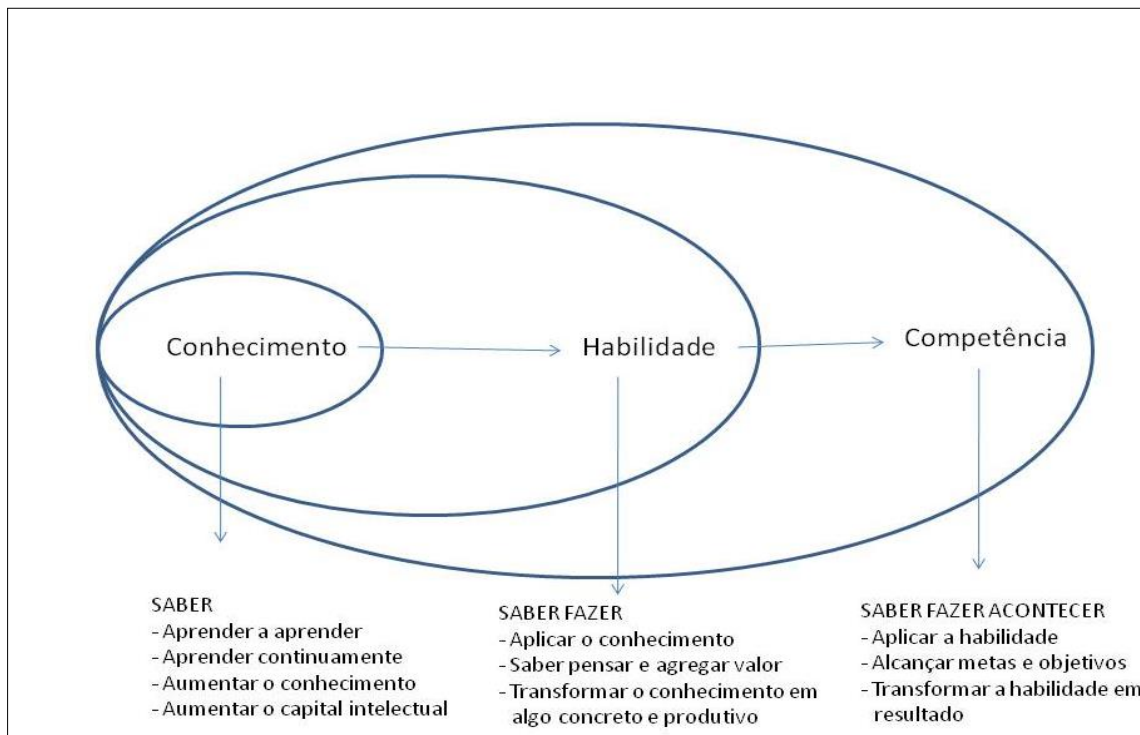 Conhecimento
Habilidade
Competência
SABER
- Aprender a aprender
- Aprender continuamente
- Aumentar o conhecimento
- Aumentar o capital intelectual
SABER FAZER
- Aplicar o conhecimento
- Saber pensar e agregar valor
- Transformar o conhecimento em
algo concreto e produtivo
SABER FAZER ACONTECER
- Aplicar a habilidade
- Alcançar metas e objetivos
- Transformar a habilidade em
resultado